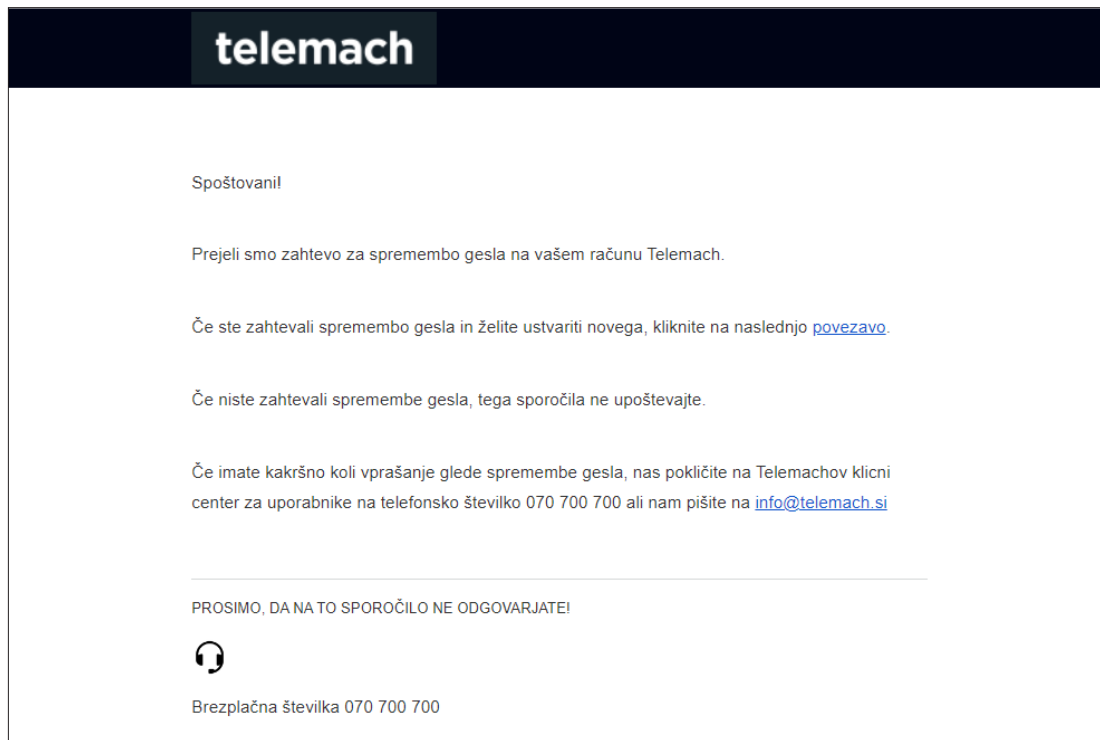 telemach
Spoštovani!
Prejeli smo zahtevo za spremembo gesla na vašem računu Telemach.
Če ste zahtevali spremembo gesla in želite ustvariti novega, kliknite na naslednjo povezavo.
Če niste zahtevali spremembe gesla, tega sporočila ne upoštevajte.
Če imate kakršno koli vprašanje glede spremembe gesla, nas pokličite na Telemachov klicni
center za uporabnike na telefonsko številko 070 700 700 ali nam pišite na info@telemach.si
PROSIMO, DA NA TO SPOROČILO NE ODGOVARJATE!
Brezplačna številka 070 700 700